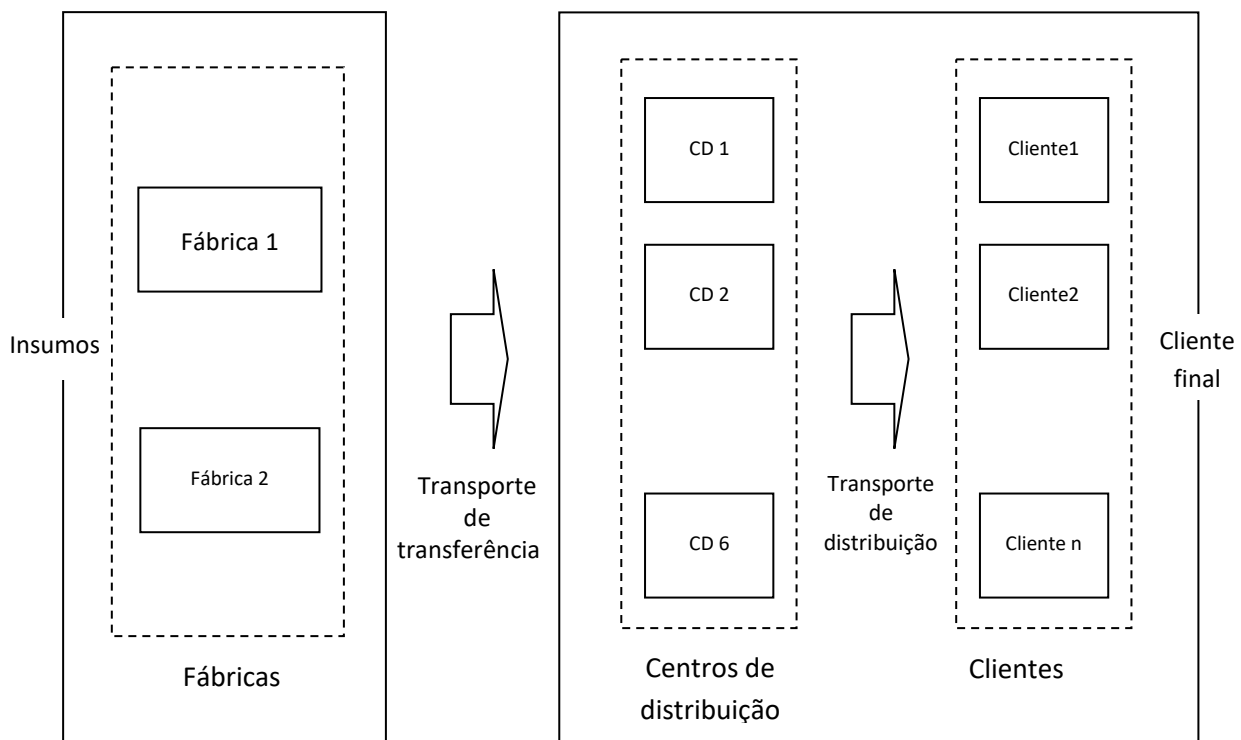 Insumos
Fábrica 1
Fábrica 2
Fábricas
Transporte
de
transferência
CD 1
CD 2
CD 6
Centros de
distribuição
Transporte
de
distribuição
Cliente1
Cliente2
Cliente n
Clientes
Cliente
final